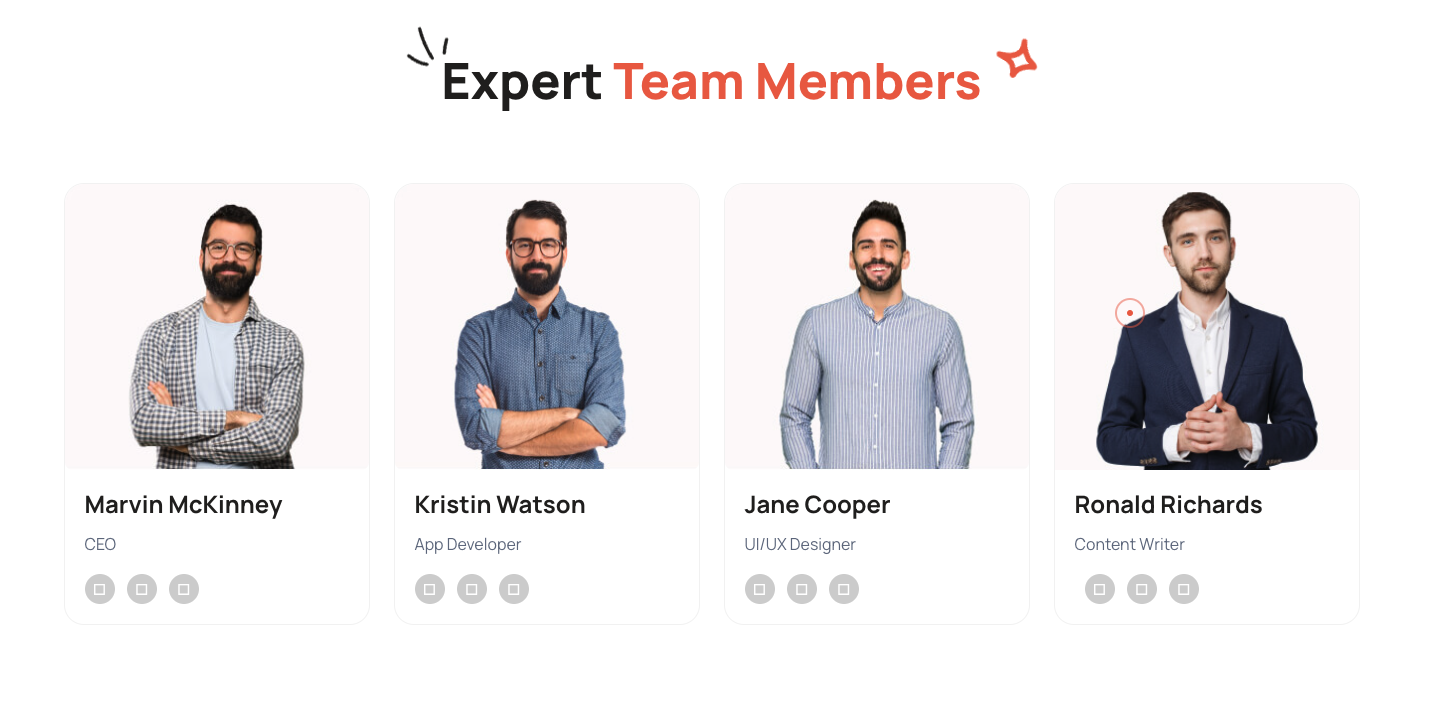 Expert Team Members
Marvin McKinney
CEO
Kristin Watson
App Developer
Jane Cooper
UI/UX Designer
Ronald Richards
Content Writer